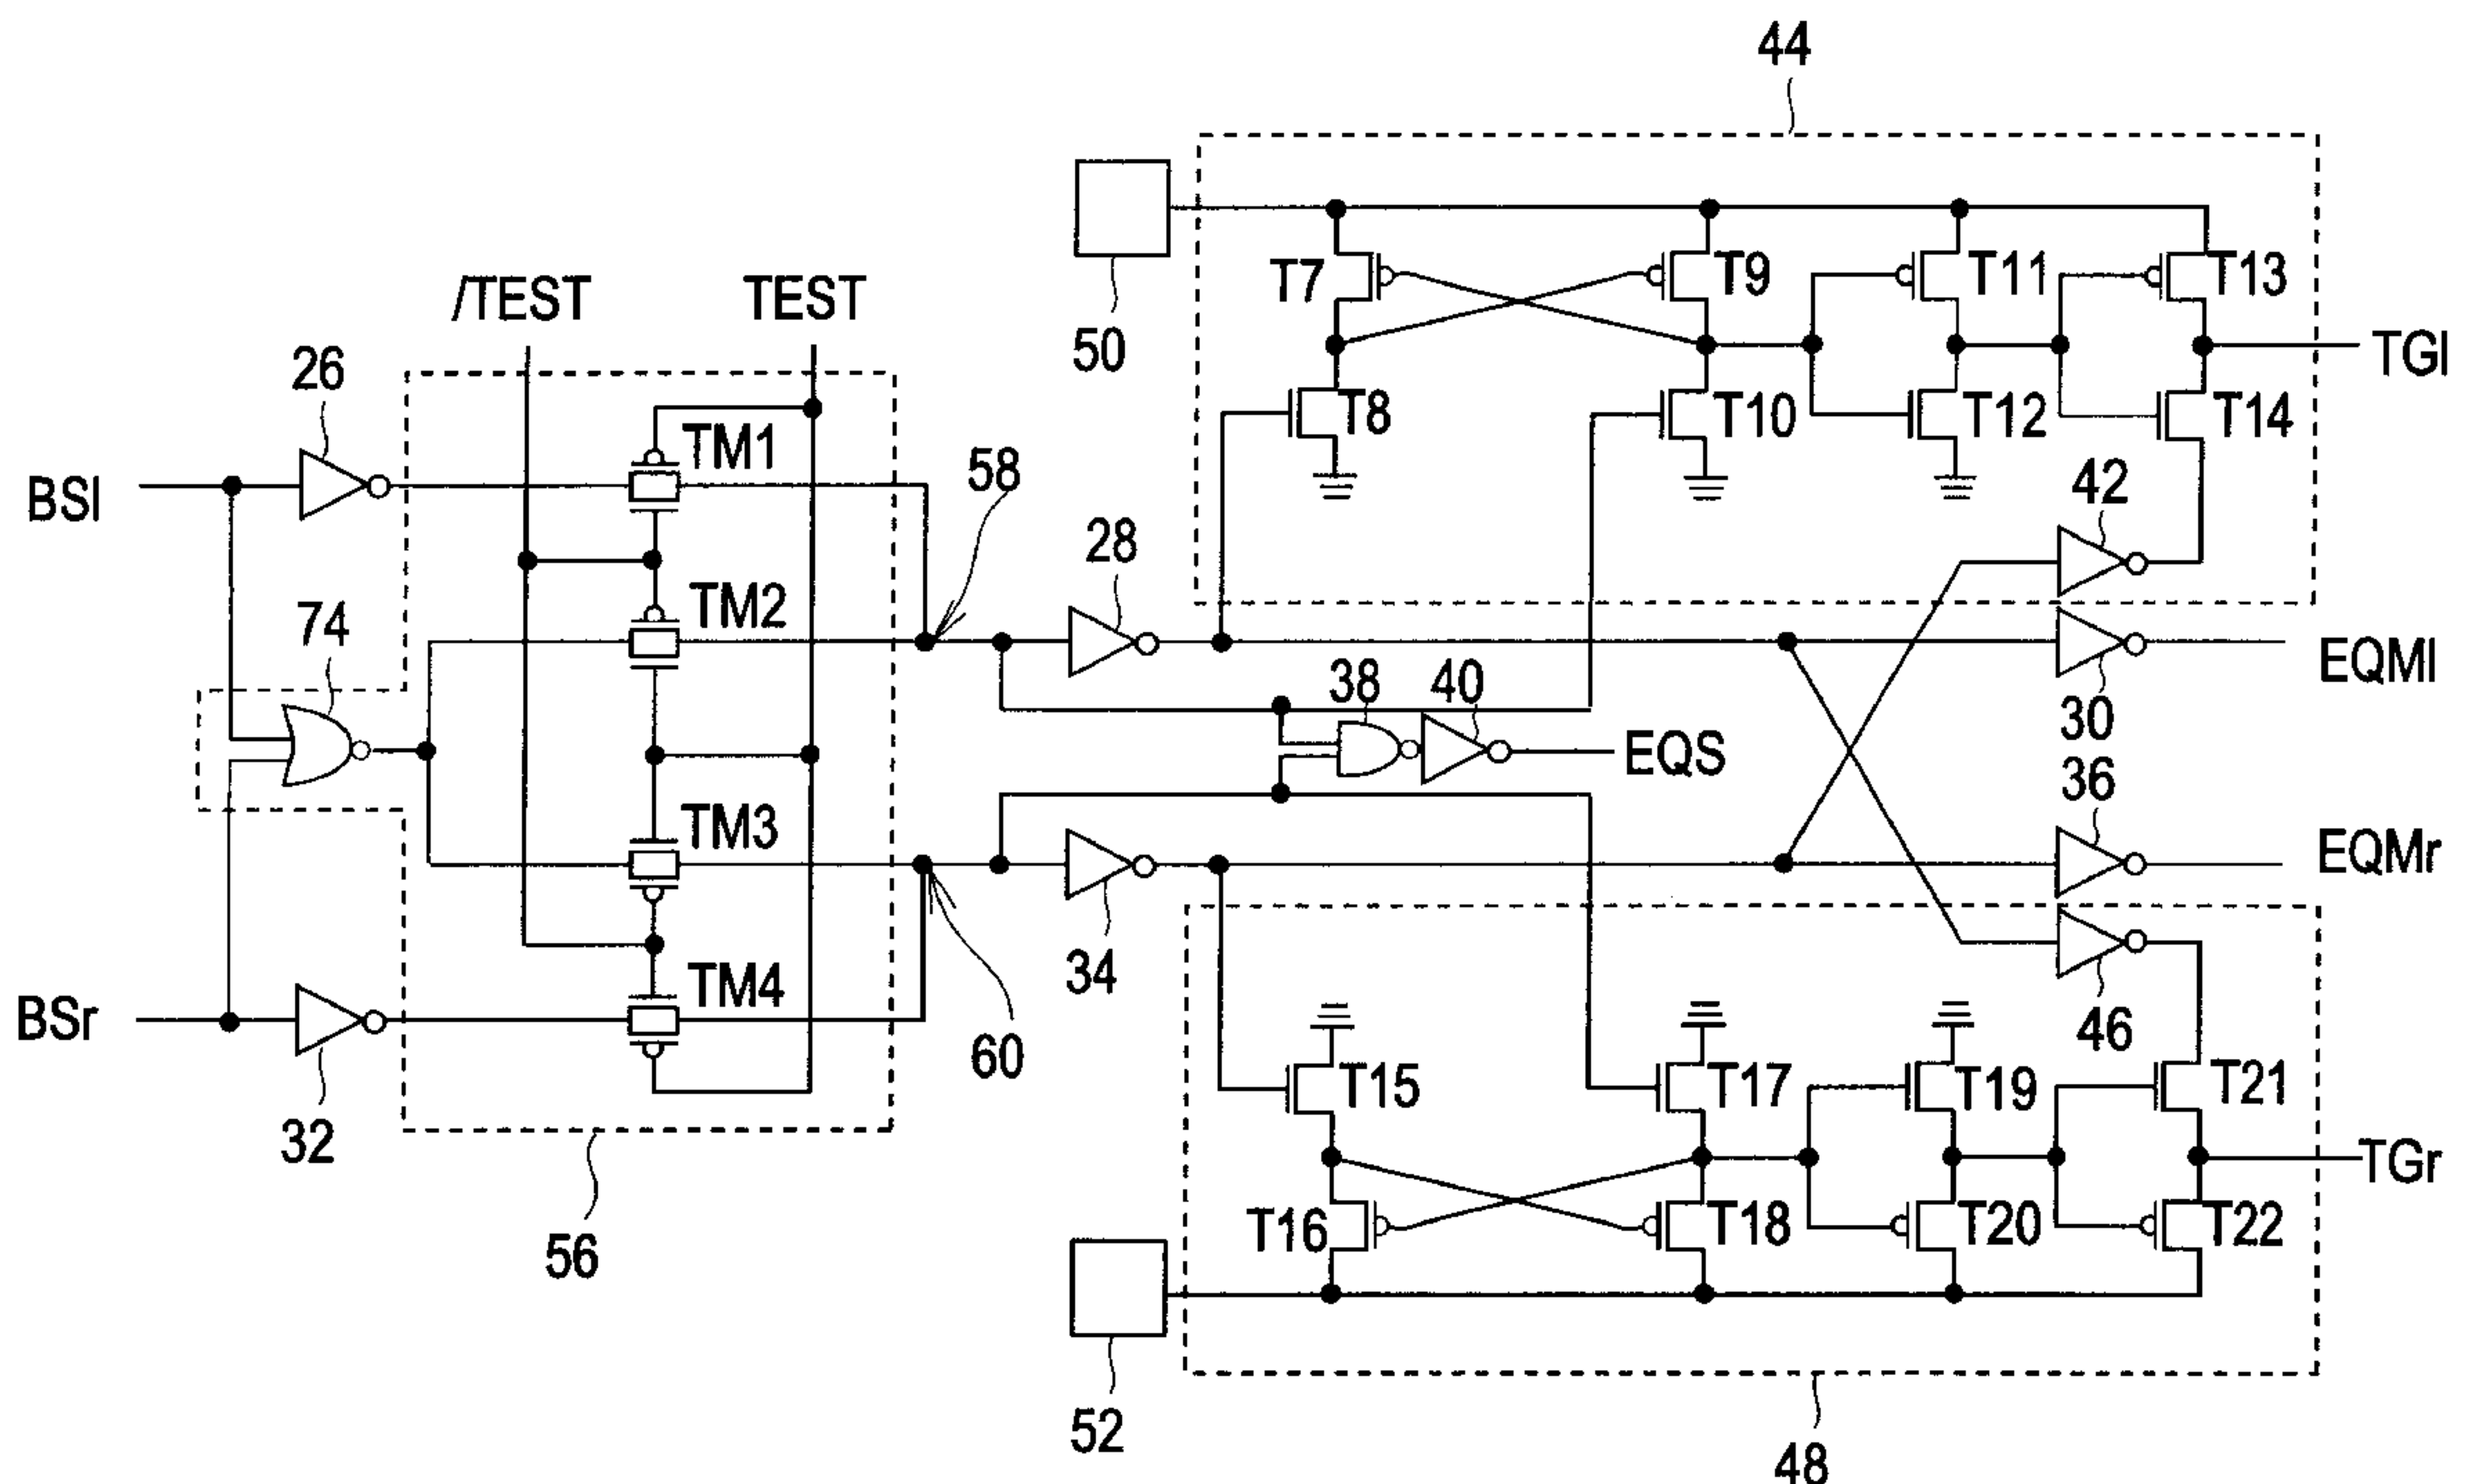 44
/TEST
TEST
T7
T9
T11
T13
50
TGl
26
T8
T10
T12
T14
TM1
58
42
BSl
28
TM2
74
38
40
EQMl
30
EQS
36
TM3
EQMr
34
TM4
46
BSr
60
T15
T17
T19
T21
32
TGr
T16
T18
T20
T22
56
52
48